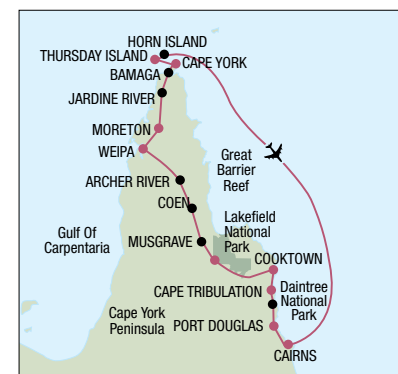 HORN ISLAND
THURSDAY ISLAND
CAPE YORK
BAMAGA
JARDINE RIVER
MORETON
WEIPA
Great
Barrier
Reef
ARCHER RIVER
COEN
Lakefield
National
Park
Gulf Of
Carpentaria
MUSGRAVE
COOKTOWN
CAPE TRIBULATION
Daintree
National
Park
Cape York
Peninsula
PORT DOUGLAS
CAIRNS